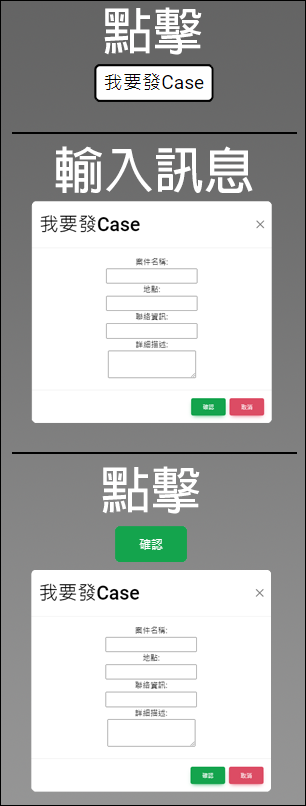 點擊
我要發Case
輸入訊息
我要發Case ×
案件名稱:
地點:
聯絡資訊:
詳細描述:
確認 取消
點擊
確認
我要發Case ×
案件名稱:
地點:
聯絡資訊:
詳細描述:
確認 取消